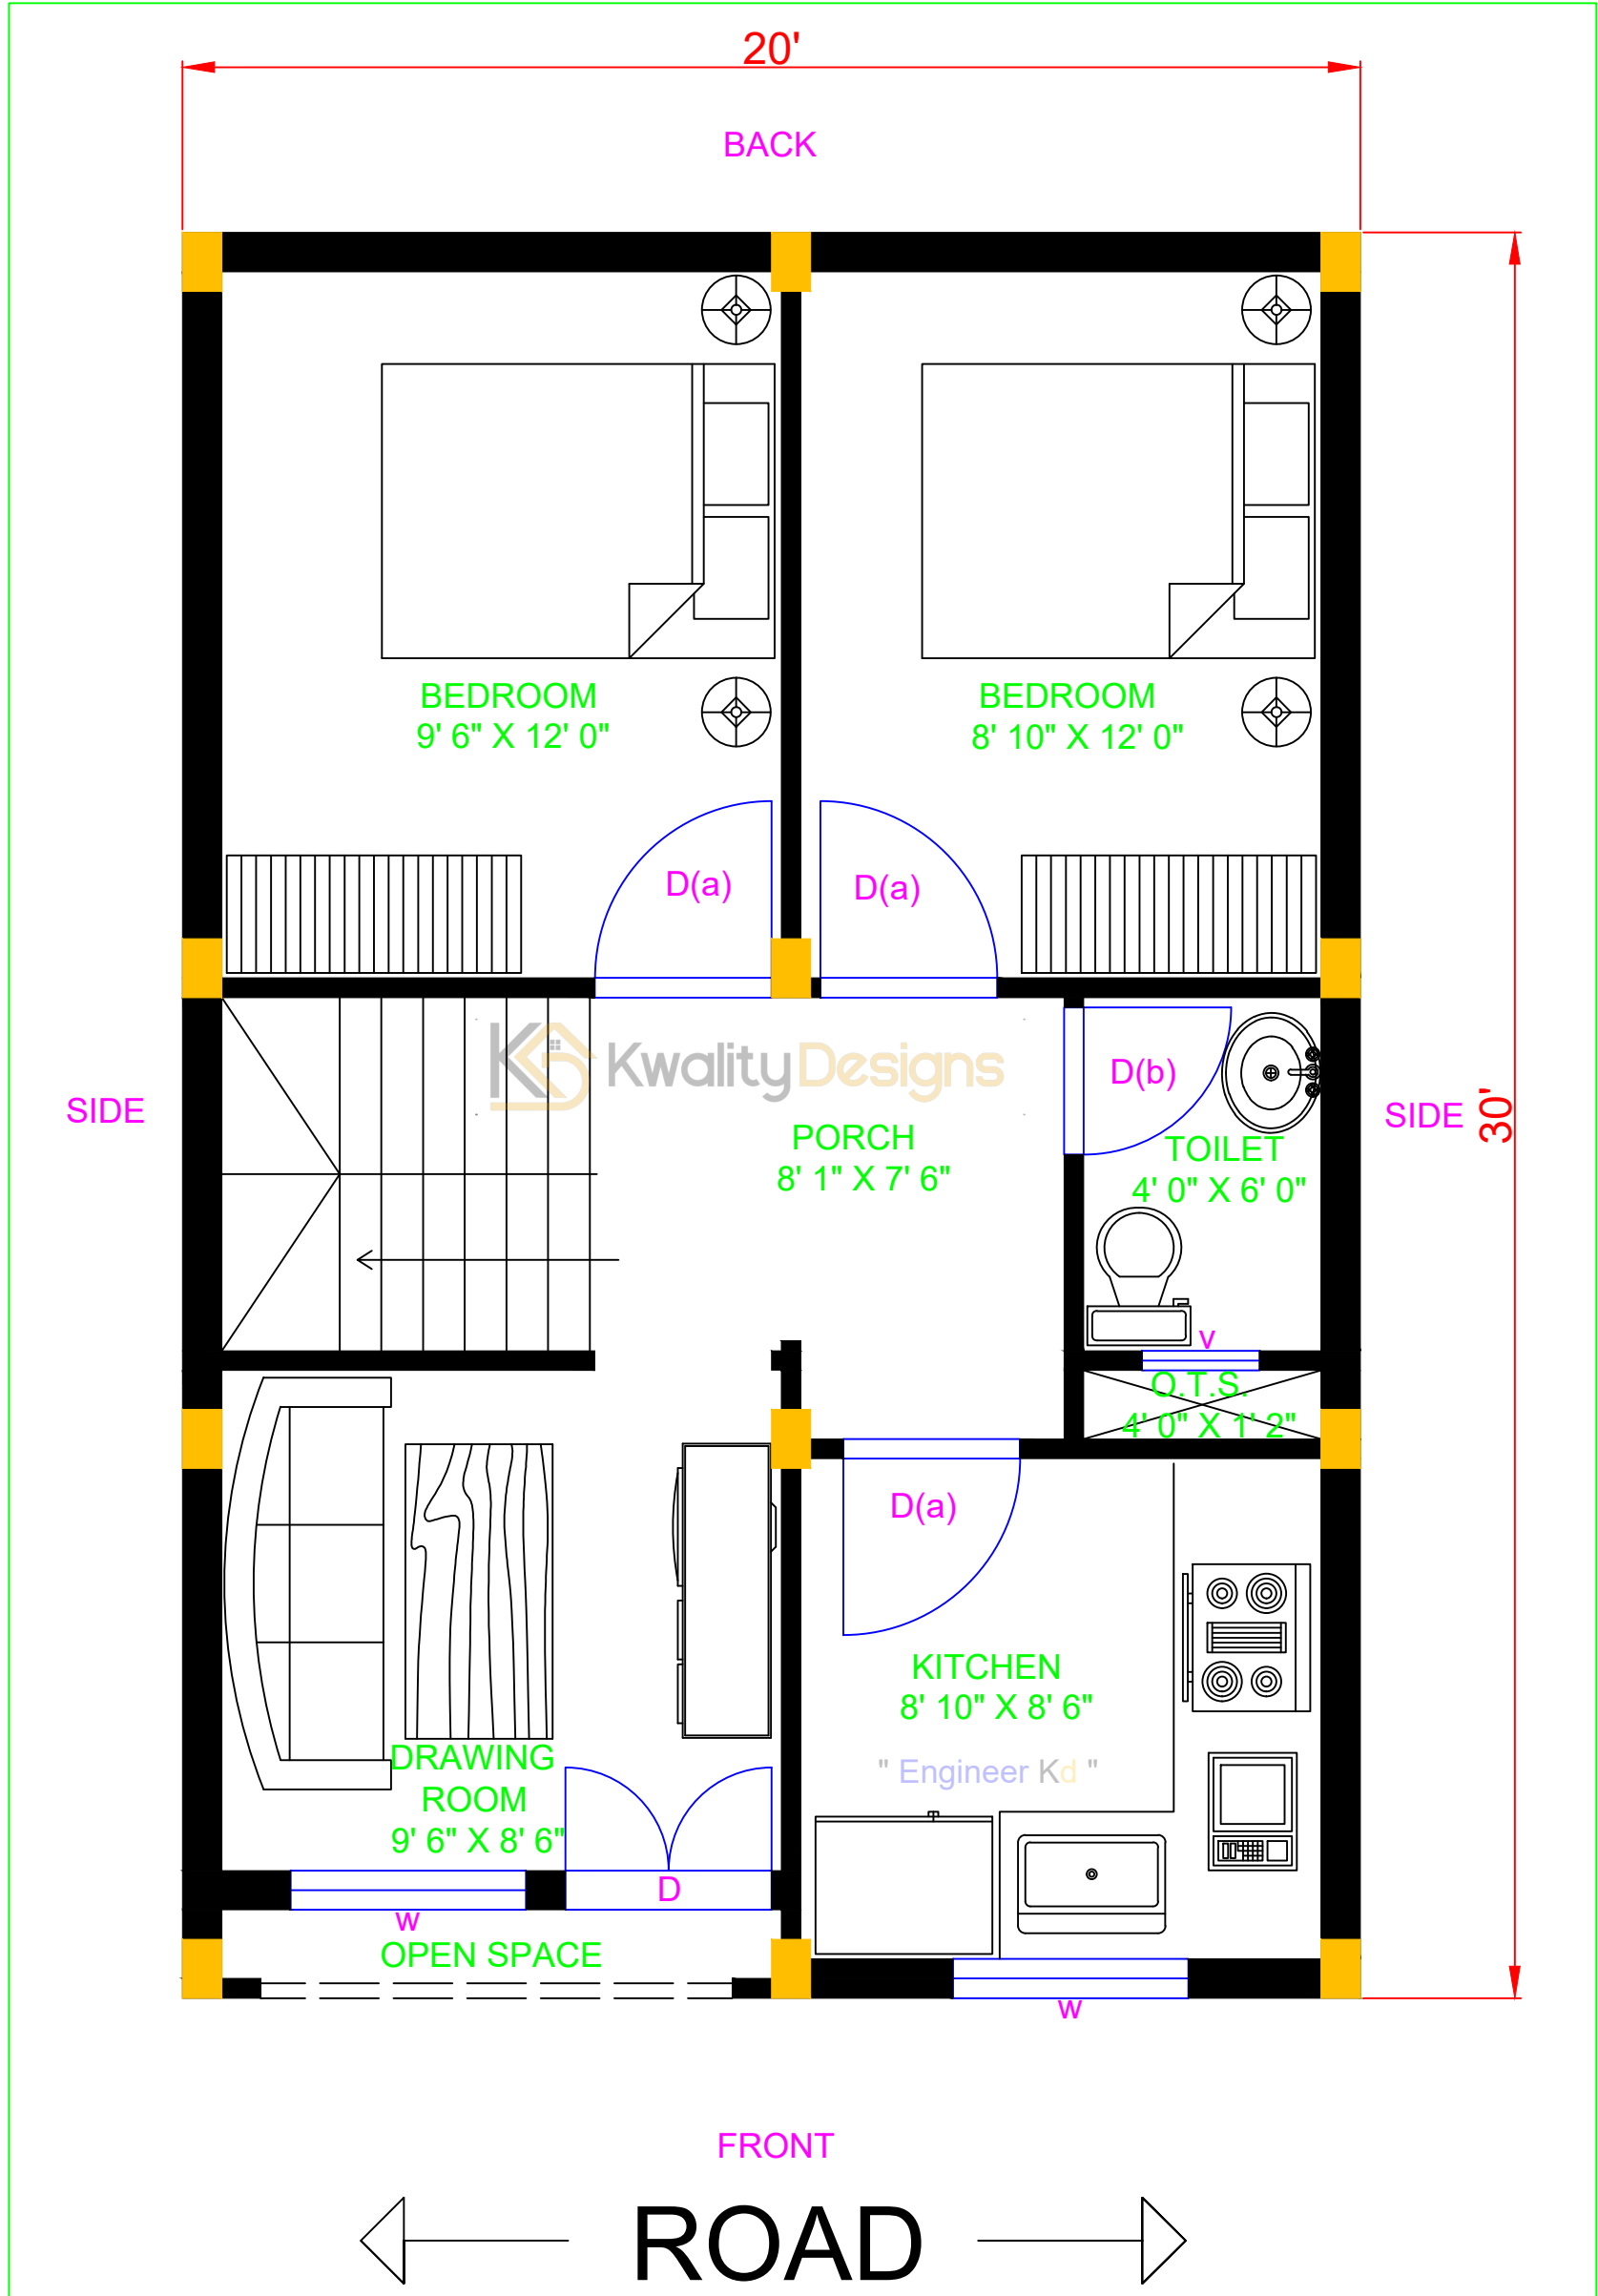 20'
BACK
BEDROOM
9' 6" X 12' 0"
BEDROOM
8' 10" X 12' 0"
D(a)
D(a)
KD KwalityDesigns
D(b)
SIDE
SIDE
30'
PORCH
8' 1" X 7' 6"
TOILET
4' 0" X 6' 0"
V
O.T.S.
4' 0" X 1' 2"
D(a)
KITCHEN
8' 10" X 8' 6"
" Engineer Kd "
DRAWING
ROOM
9' 6" X 8' 6"
D
W
OPEN SPACE
W
FRONT
ROAD